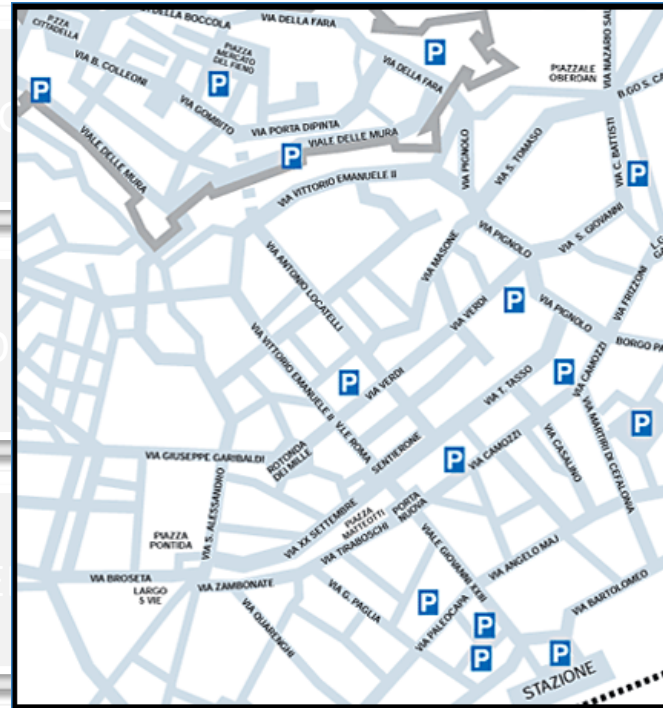 P.ZZA
CITTADELLA
DELLA BOCCOLA
VIA DELLA FARA
P
PIAZZA
MERCATO
DEL FIENO
VIA DELLA FARA
PIAZZALE
OBERDAN
VIA NAZARIO SAU
B.GO S. CA
P
VIA B. COLLEONI
P
VIA GOMBITO
P
VIA PORTA DIPINTA
VIALE DELLE MURA
VIALE DELLE MURA
P
VIA VITTORIO EMANUELE II
VIA PIGNOLO
VIA S. TOMASO
VIA C. BATTISTI
P
VIA S. GIOVANNI
VIA PIGNOLO
VIA MASONE
VIA ANTONIO LOCATELLI
VIA VERDI
P
VIA PIGNOLO
VIA FRIZZONI
VIA VITTORIO EMANUELE II
BORGO PA
VIA CAMOZZI
P
VIA VERDI
P
VIA T. TASSO
V.LE ROMA
SENTIERONE
VIA MARTIRI DI CEFALONIA
P
VIA CASALINO
VIA GIUSEPPE GARIBALDI
ROTONDA
DEI MILLE
P
VIA CAMOZZI
VIA S. ALESSANDRO
VIA XX SETTEMBRE
PIAZZA
MATTEOTTI
PORTA
NUOVA
PIAZZA
PONTIDA
VIA TIRABOSCHI
VIALE GIOVANNI XXIII
VIA ANGELO MAJ
VIA BROSETA
LARGO
5 VIE
VIA ZAMBONATE
VIA G. PAGLIA
VIA QUARENGHI
P
VIA PALEOCAPA
P
P
VIA BARTOLOMEO
P
STAZIONE